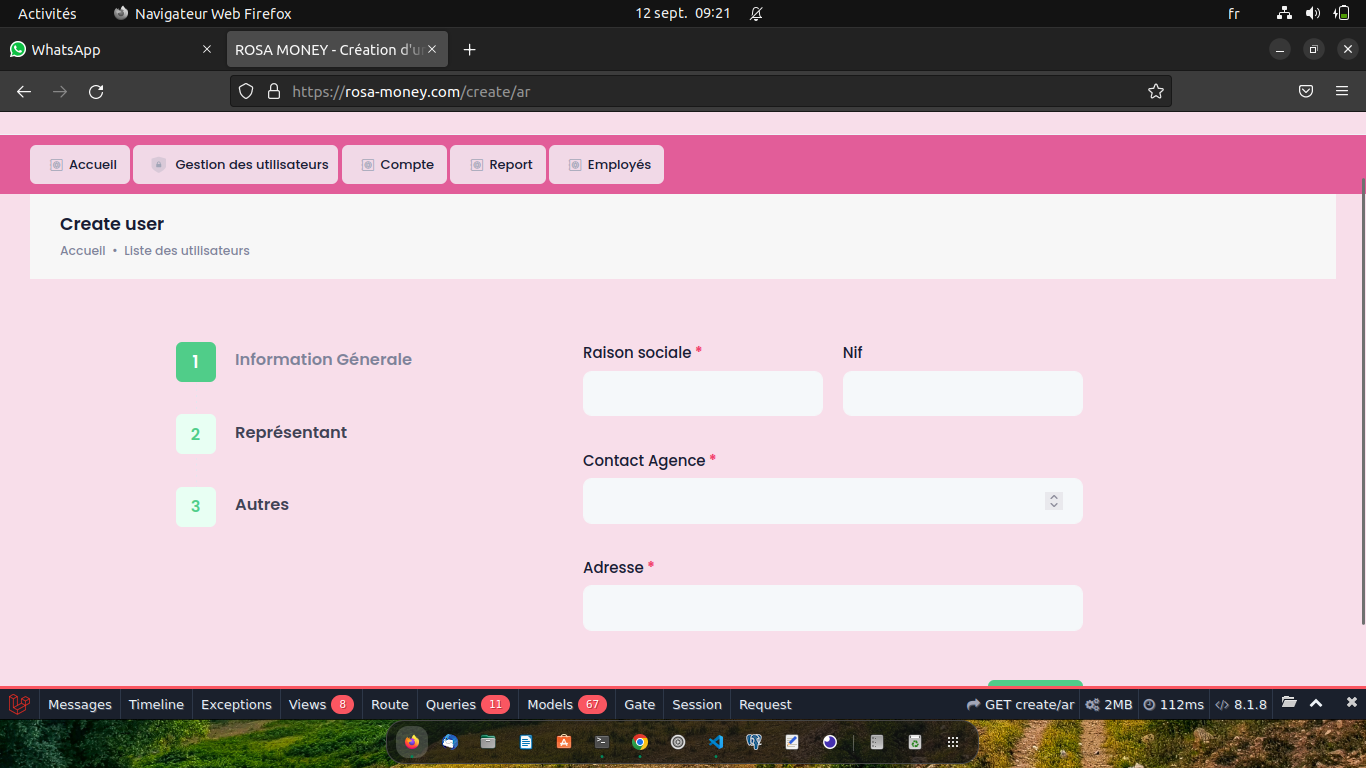 Activités Navigateur Web Firefox 12 sept. 09:21 fr
WhatsApp ROSA MONEY - Création d'u
https://rosa-money.com/create/ar
Accueil Gestion des utilisateurs Compte Report Employés
Create user
Accueil • Liste des utilisateurs
Raison sociale * Nif
1 Information Génerale
2 Représentant
Contact Agence *
3 Autres
Adresse *
Messages Timeline Exceptions Views 8 Route Queries 11 Models 67 Gate Session Request GET create/ar 2MB 112ms 8.1.8